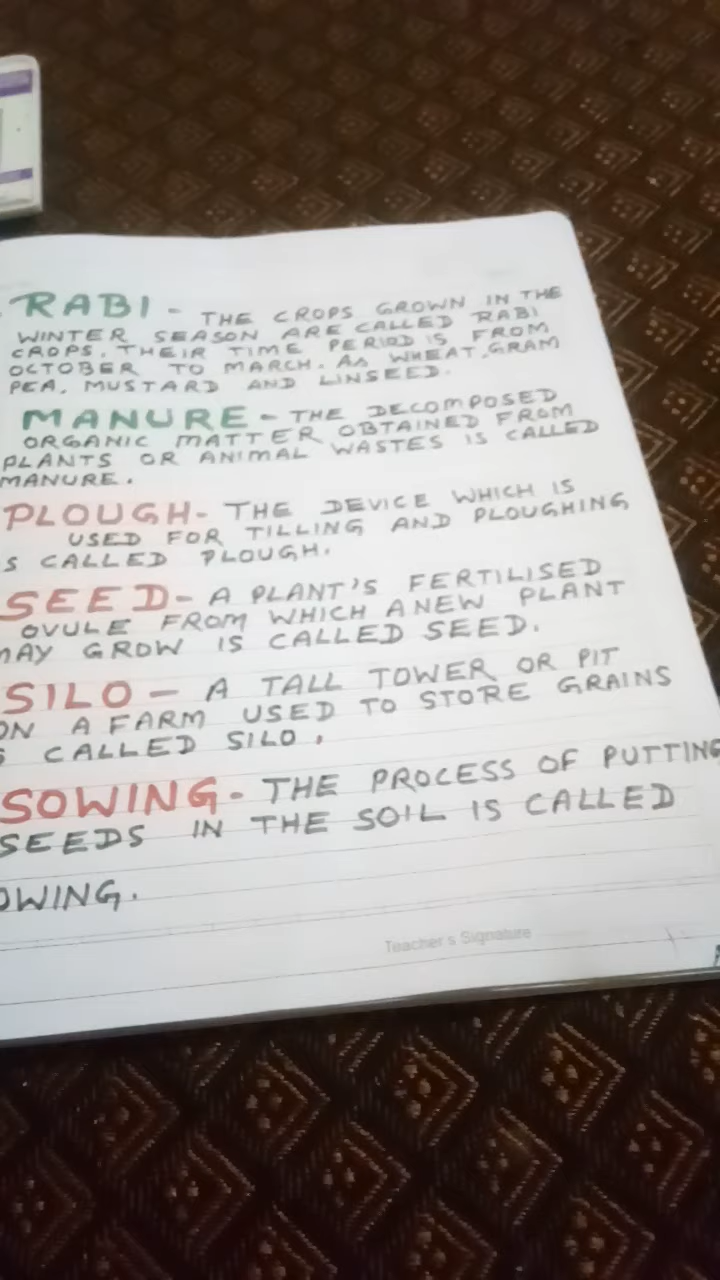 RABI - THE CROPS GROWN IN THE
WINTER SEASON ARE CALLED RABI
CROPS. THEIR TIME PERIOD IS FROM
OCTOBER TO MARCH. AS WHEAT, GRAM
PEA, MUSTARD AND LINSEED.
MANURE - THE DECOMPOSED
ORGANIC MATTER OBTAINED FROM
PLANTS OR ANIMAL WASTES IS CALLED
MANURE.
PLOUGH - THE DEVICE WHICH IS
USED FOR TILLING AND PLOUGHING
S CALLED PLOUGH.
SEED - A PLANT'S FERTILISED
OVULE FROM WHICH A NEW PLANT
MAY GROW IS CALLED SEED.
SILO - A TALL TOWER OR PIT
ON A FARM USED TO STORE GRAINS
S CALLED SILO.
SOWING - THE PROCESS OF PUTTING
SEEDS IN THE SOIL IS CALLED
OWING.
Teacher's Signature